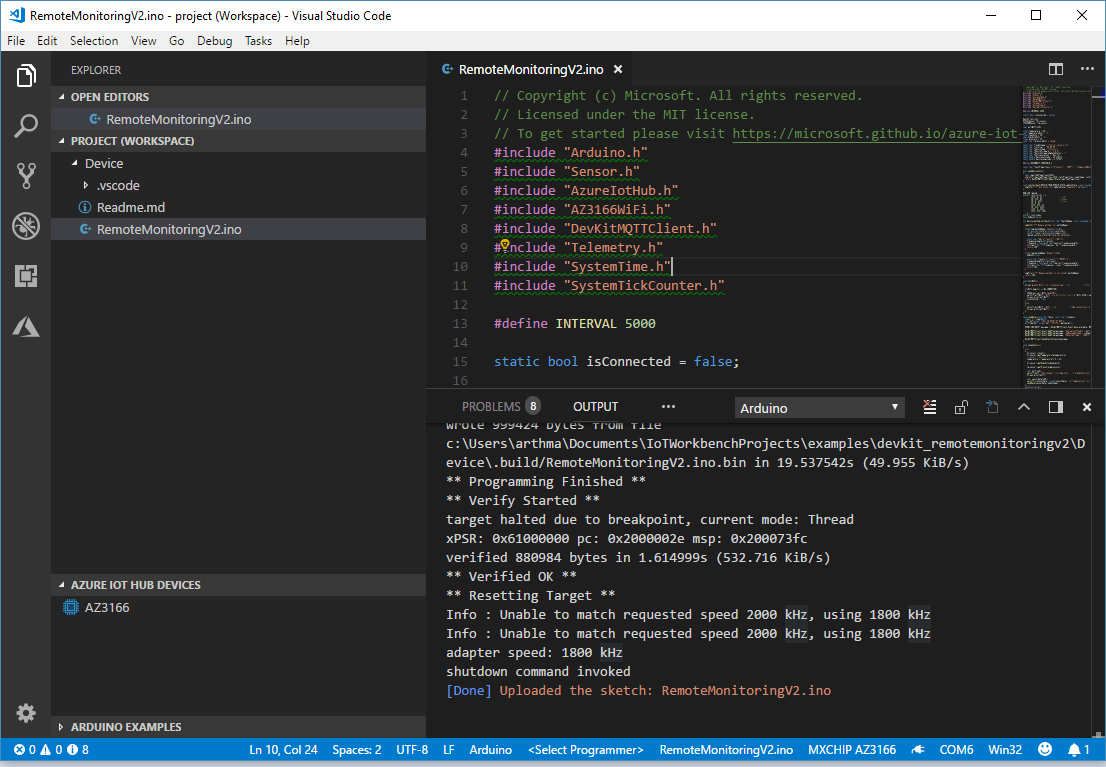 RemoteMonitoringV2.ino - project (Workspace) - Visual Studio Code
File Edit Selection View Go Debug Tasks Help
EXPLORER
OPEN EDITORS
RemoteMonitoringV2.ino
PROJECT (WORKSPACE)
Device
.vscode
Readme.md
RemoteMonitoringV2.ino
AZURE IOT HUB DEVICES
AZ3166
ARDUINO EXAMPLES
RemoteMonitoringV2.ino
1 // Copyright (c) Microsoft. All rights reserved.
2 // Licensed under the MIT license.
3 // To get started please visit https://microsoft.github.io/azure-iot-
4 #include "Arduino.h"
5 #include "Sensor.h"
6 #include "AzureIotHub.h"
7 #include "AZ3166WiFi.h"
8 #include "DevKitMQTTClient.h"
9 #include "Telemetry.h"
10 #include "SystemTime.h"
11 #include "SystemTickCounter.h"
12
13 #define INTERVAL 5000
14
15 static bool isConnected = false;
16
PROBLEMS 8 OUTPUT ••• Arduino
wrote 999424 bytes from file
c:\Users\arthma\Documents\IoTWorkbenchProjects\examples\devkit_remotemonitoringv2\D
evice\.build/RemoteMonitoringV2.ino.bin in 19.537542s (49.955 KiB/s)
** Programming Finished **
** Verify Started **
target halted due to breakpoint, current mode: Thread
xPSR: 0x61000000 pc: 0x2000002e msp: 0x200073fc
verified 880984 bytes in 1.614999s (532.716 KiB/s)
** Verified OK **
** Resetting Target **
Info : Unable to match requested speed 2000 kHz, using 1800 kHz
Info : Unable to match requested speed 2000 kHz, using 1800 kHz
adapter speed: 1800 kHz
shutdown command invoked
[Done] Uploaded the sketch: RemoteMonitoringV2.ino
0 0 8 Ln 10, Col 24 Spaces: 2 UTF-8 LF Arduino <Select Programmer> RemoteMonitoringV2.ino MXCHIP AZ3166 COM6 Win32 1